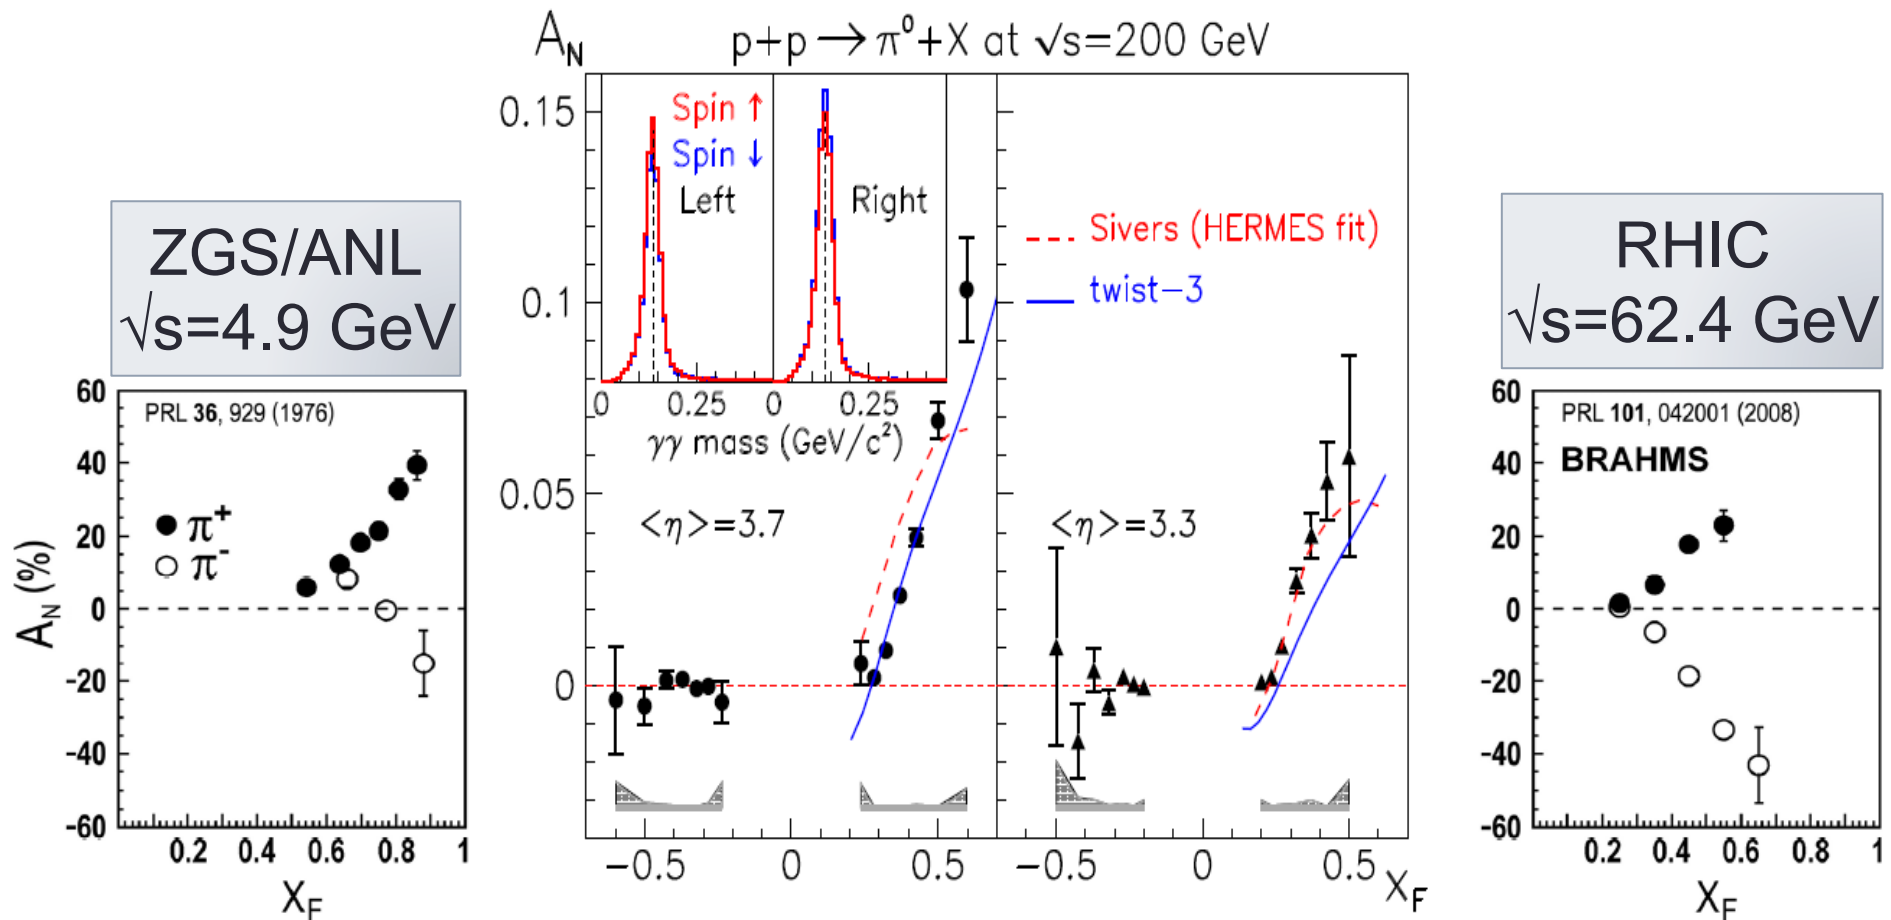 A_N p+p → π⁰+X at √s=200 GeV
ZGS/ANL
√s=4.9 GeV
PRL 36, 929 (1976)
π⁺
π⁻
A_N (%)
60
40
20
0
-20
-40
-60
0.2 0.4 0.6 0.8 1
X_F
0.15
0.1
0.05
0
Spin ↑
Spin ↓
Left
Right
0 0.25 0 0.25
γγ mass (GeV/c²)
<η>=3.7
Sivers (HERMES fit)
twist-3
<η>=3.3
−0.5 0 0.5 −0.5 0 0.5 X_F
RHIC
√s=62.4 GeV
PRL 101, 042001 (2008)
BRAHMS
60
40
20
0
-20
-40
-60
0.2 0.4 0.6 0.8 1
X_F